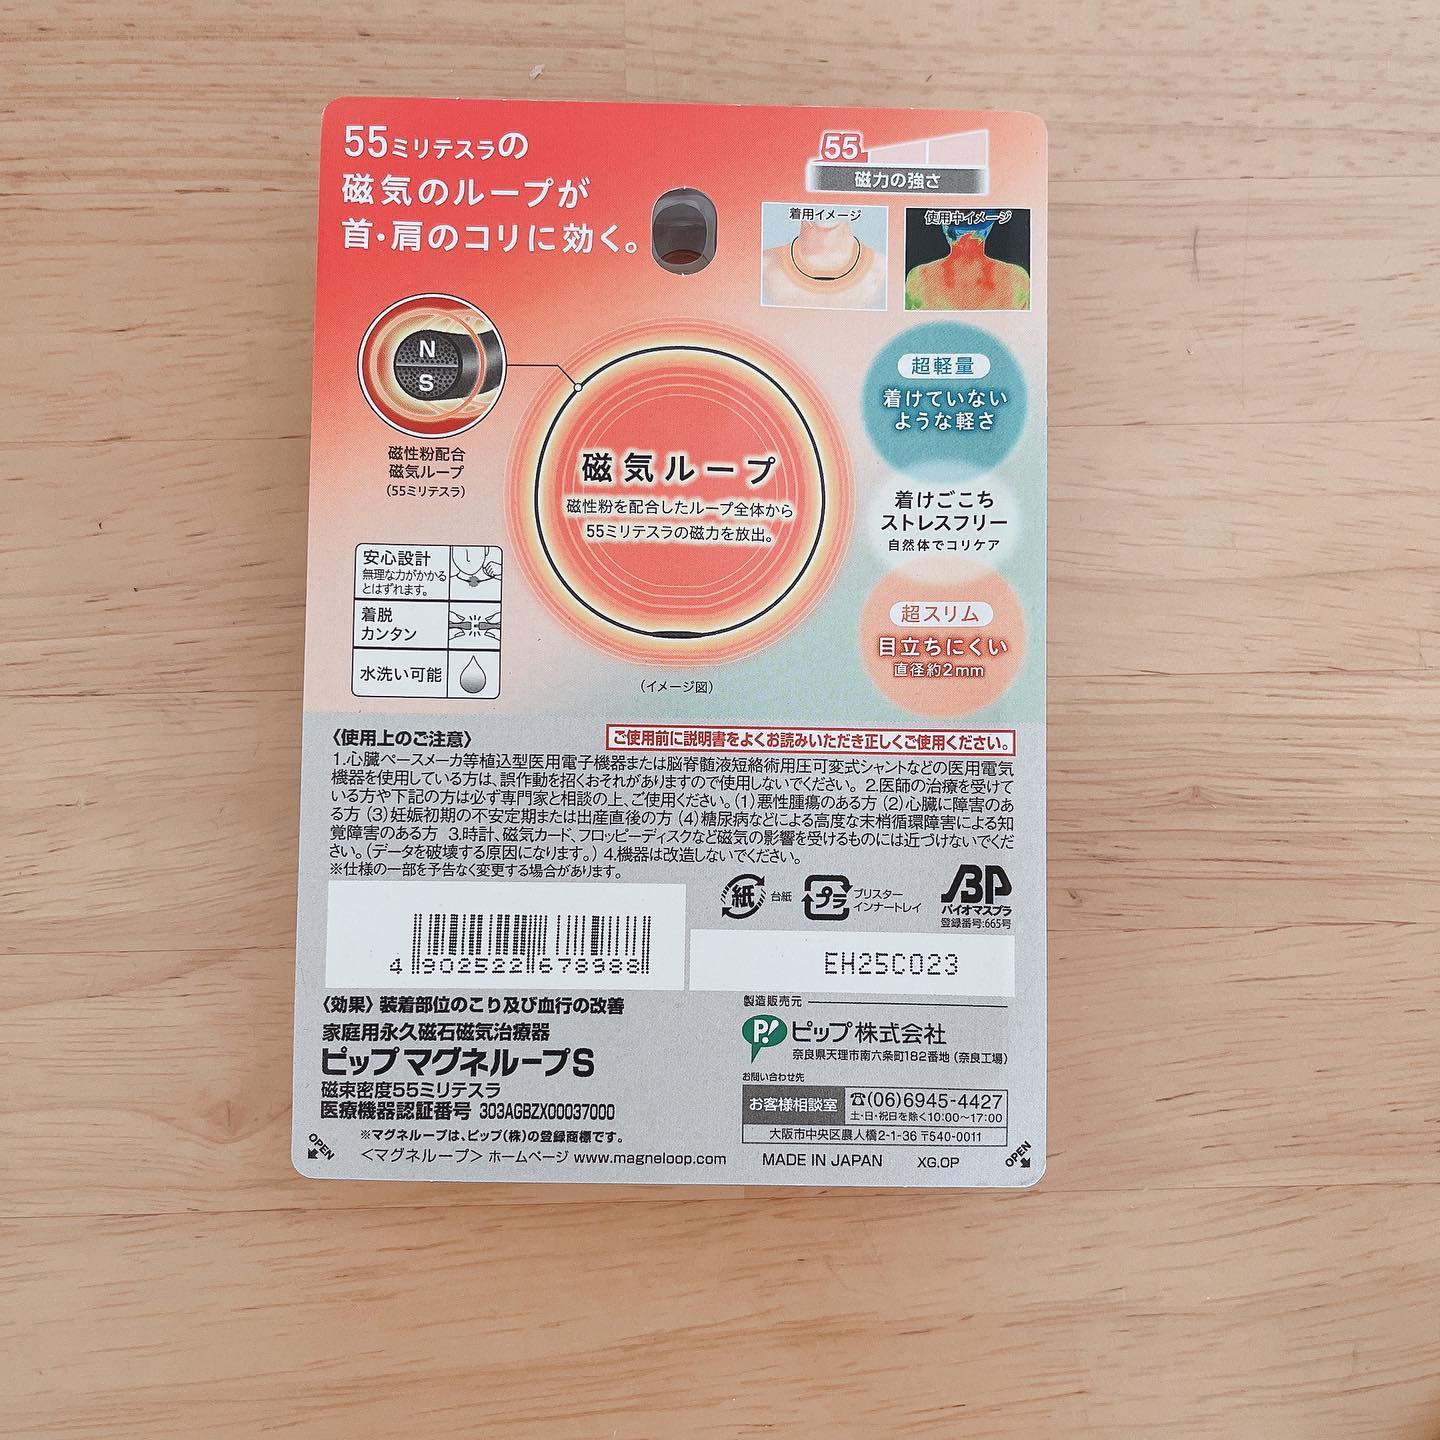 55ミリテスラの
磁気のループが
首・肩のコリに効く。
55
磁力の強さ
着用イメージ
使用中イメージ
N
S
磁性粉配合
磁気ループ
(55ミリテスラ)
磁気ループ
磁性粉を配合したループ全体から
55ミリテスラの磁力を放出。
(イメージ図)
超軽量
着けていない
ような軽さ
着けごこち
ストレスフリー
自然体でコリケア
超スリム
目立ちにくい
直径約2mm
安心設計
無理な力がかかる
とはずれます。
着脱
カンタン
水洗い可能
〈使用上のご注意〉
ご使用前に説明書をよくお読みいただき正しくご使用ください。
1.心臓ペースメーカ等植込型医用電子機器または脳脊髄液短絡術用圧可変式シャントなどの医用電気
機器を使用している方は、誤作動を招くおそれがありますので使用しないでください。 2.医師の治療を受けて
いる方や下記の方は必ず専門家と相談の上、ご使用ください。(1)悪性腫瘍のある方 (2)心臓に障害のあ
る方 (3)妊娠初期の不安定期または出産直後の方 (4)糖尿病などによる高度な末梢循環障害による知
覚障害のある方 3.時計、磁気カード、フロッピーディスクなど磁気の影響を受けるものには近づけないでくだ
さい。(データを破壊する原因になります。) 4.機器は改造しないでください。
※仕様の一部を予告なく変更する場合があります。
紙
台紙
プラ
ブリスター
インナートレイ
BP
バイオマスプラ
登録番号:665号
4 902522 678988
EH25C023
〈効果〉装着部位のこり及び血行の改善
家庭用永久磁石磁気治療器
ピップ マグネループS
磁束密度55ミリテスラ
医療機器認証番号 303AGBZX00037000
※マグネループは、ピップ(株)の登録商標です。
<マグネループ> ホームページ www.magneloop.com
製造販売元
P! ピップ株式会社
奈良県天理市南六条町182番地 (奈良工場)
お問い合わせ先
お客様相談室
☎(06)6945-4427
土・日・祝日を除く10:00〜17:00
大阪市中央区農人橋2-1-36 〒540-0011
MADE IN JAPAN
XG.OP
OPEN
OPEN